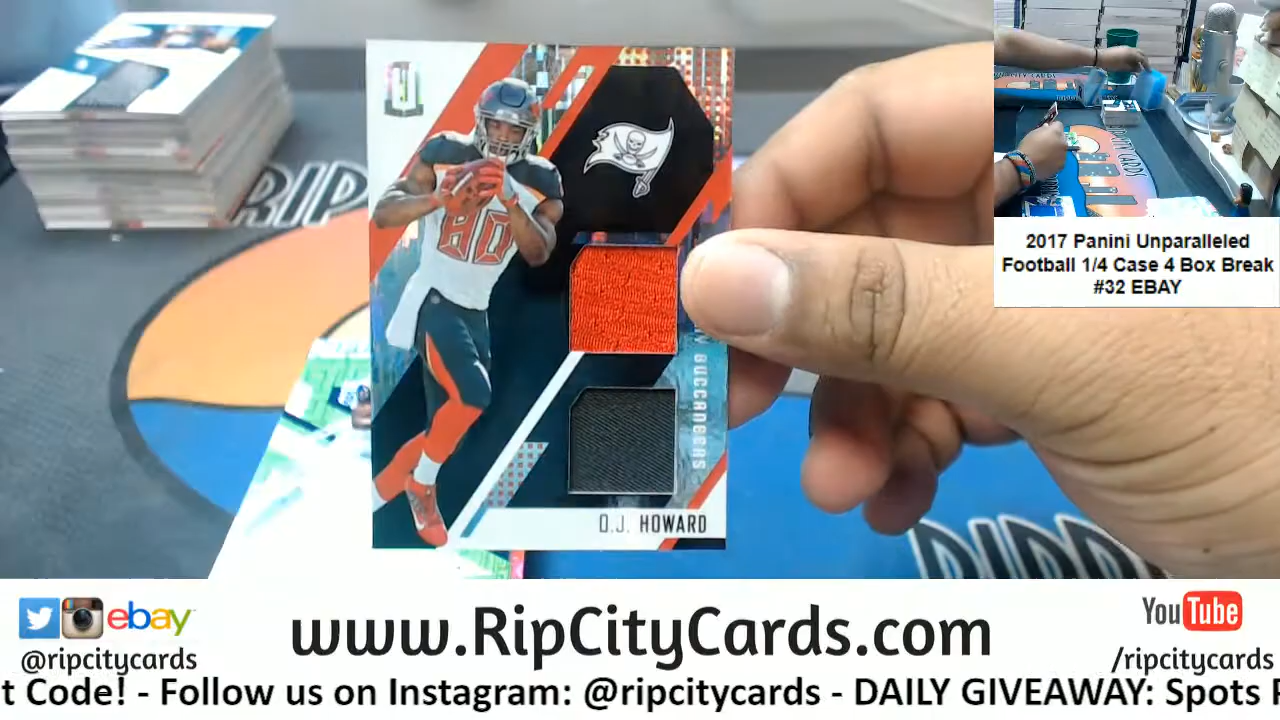 RIP
80
BUCCANEERS
O.J. HOWARD
2017 Panini Unparalleled
Football 1/4 Case 4 Box Break
#32 EBAY
ebay
@ripcitycards
www.RipCityCards.com
YouTube
/ripcitycards
t Code! - Follow us on Instagram: @ripcitycards - DAILY GIVEAWAY: Spots